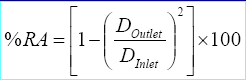 %RA = [1 − (D_Outlet / D_Inlet)^2] × 100